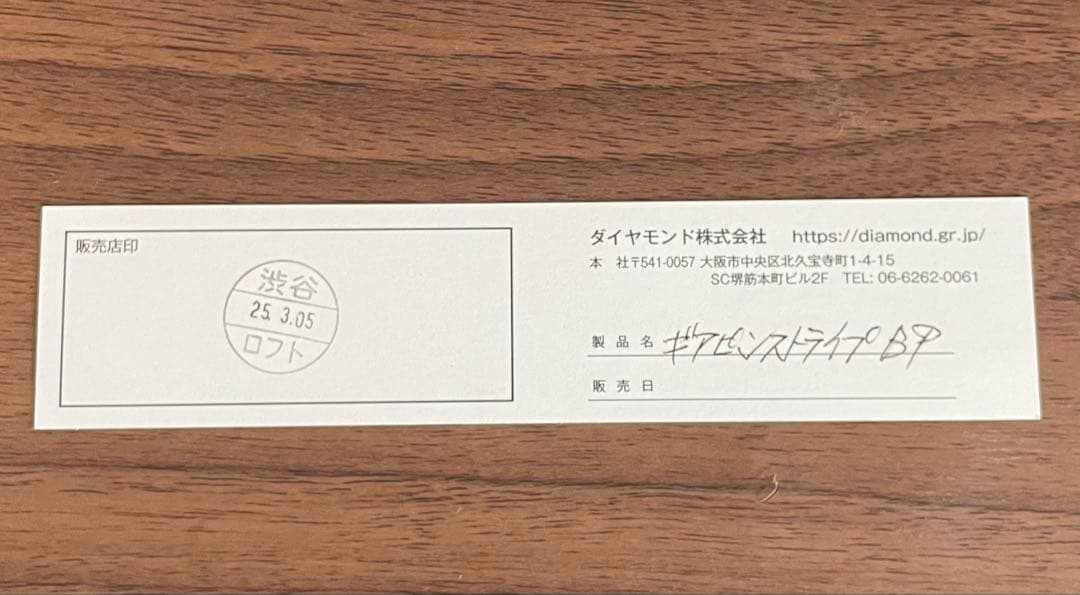 販売店印
渋谷
25. 3.05
ロフト
ダイヤモンド株式会社 https://diamond.gr.jp/
本 社〒541-0057 大阪市中央区北久宝寺町1-4-15
SC堺筋本町ビル2F TEL: 06-6262-0061
製品名 ギアピンストライプBP
販売日